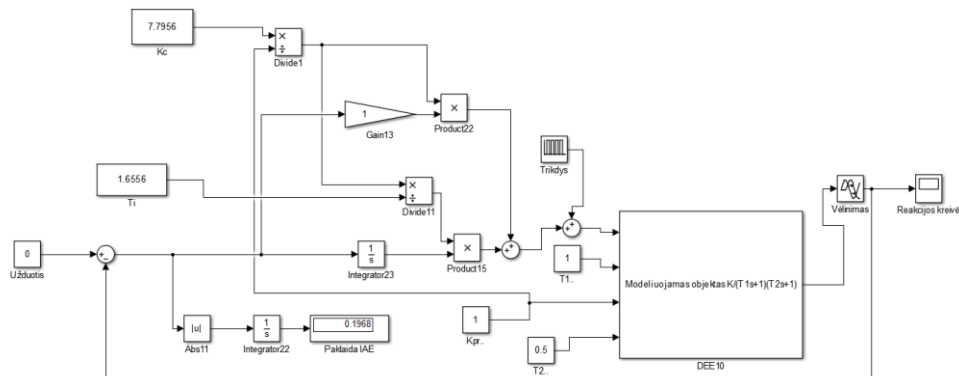 7.7956
Kc
×
÷
Divide1
1
Gain13
×
Product22
Trikdys
1.6556
Ti
×
÷
Divide11
Vėlinimas
Reakcijos kreivė
0
Užduotis
1
s
Integrator23
×
Product15
1
T1..
Modeliuojamas objektas K/(T1s+1)(T2s+1)
|u|
Abs11
1
s
Integrator22
0.1968
Paklaida IAE
1
Kpr..
0.5
T2..
DEE10